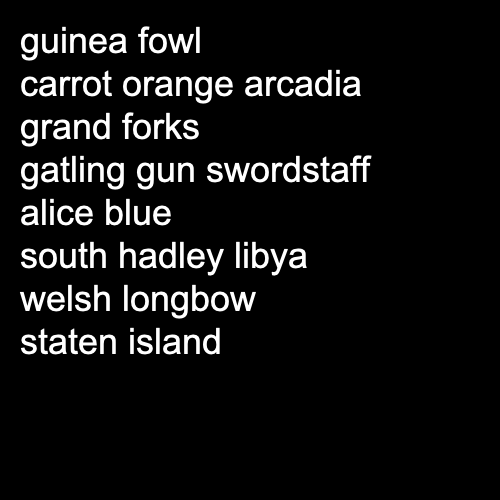 guinea fowl
carrot orange arcadia
grand forks
gatling gun swordstaff
alice blue
south hadley libya
welsh longbow
staten island